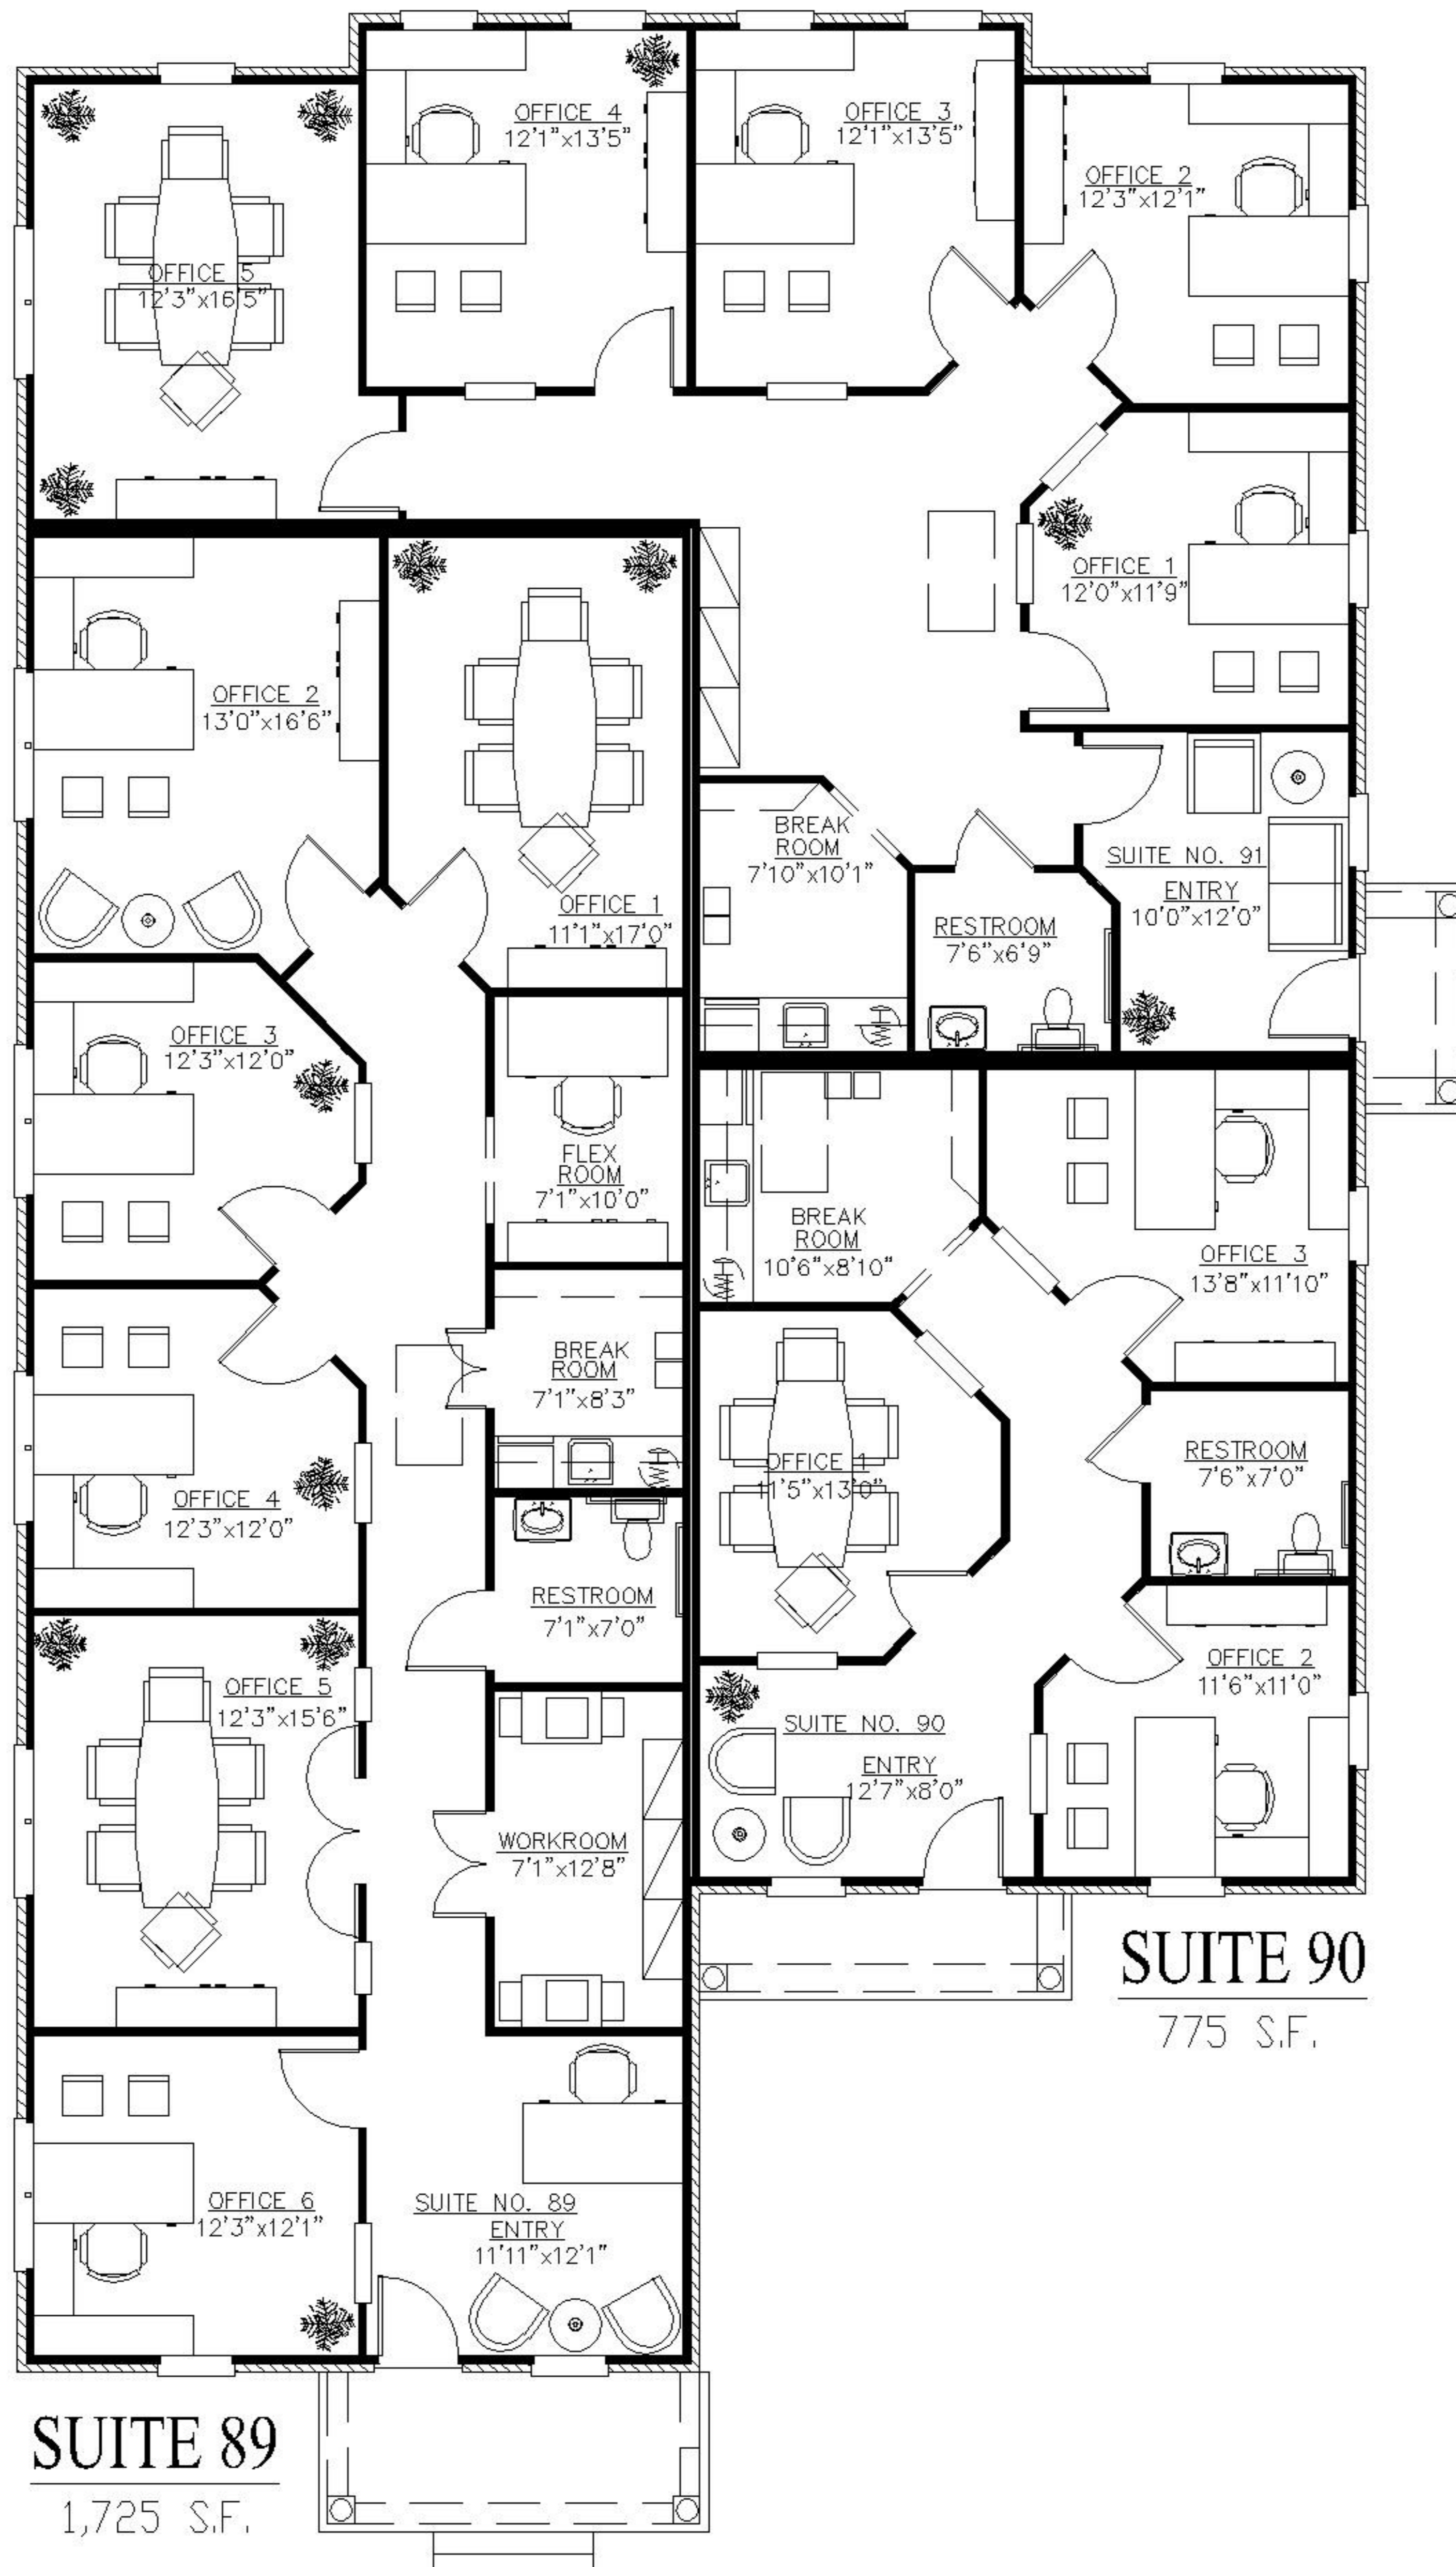 OFFICE 4
12'1"x13'5"
OFFICE 3
12'1"x13'5"
OFFICE 2
12'3"x12'1"
OFFICE 5
12'3"x16'5"
OFFICE 1
12'0"x11'9"
OFFICE 2
13'0"x16'6"
OFFICE 1
11'1"x17'0"
BREAK
ROOM
7'10"x10'1"
SUITE NO. 91
ENTRY
10'0"x12'0"
RESTROOM
7'6"x6'9"
OFFICE 3
12'3"x12'0"
FLEX
ROOM
7'1"x10'0"
BREAK
ROOM
10'6"x8'10"
OFFICE 3
13'8"x11'10"
BREAK
ROOM
7'1"x8'3"
OFFICE 1
11'5"x13'0"
RESTROOM
7'6"x7'0"
OFFICE 4
12'3"x12'0"
RESTROOM
7'1"x7'0"
OFFICE 2
11'6"x11'0"
OFFICE 5
12'3"x15'6"
SUITE NO. 90
ENTRY
12'7"x8'0"
WORKROOM
7'1"x12'8"
SUITE 90
775 S.F.
OFFICE 6
12'3"x12'1"
SUITE NO. 89
ENTRY
11'11"x12'1"
SUITE 89
1,725 S.F.